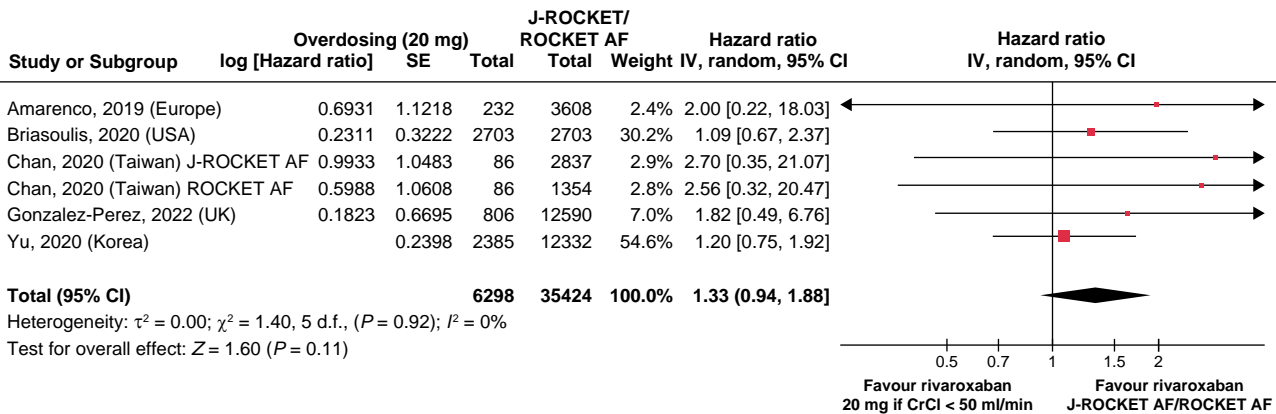 J-ROCKET/
Overdosing (20 mg) ROCKET AF Hazard ratio Hazard ratio
Study or Subgroup log [Hazard ratio] SE Total Total Weight IV, random, 95% CI IV, random, 95% CI
Amarenco, 2019 (Europe) 0.6931 1.1218 232 3608 2.4% 2.00 [0.22, 18.03]
Briasoulis, 2020 (USA) 0.2311 0.3222 2703 2703 30.2% 1.09 [0.67, 2.37]
Chan, 2020 (Taiwan) J-ROCKET AF 0.9933 1.0483 86 2837 2.9% 2.70 [0.35, 21.07]
Chan, 2020 (Taiwan) ROCKET AF 0.5988 1.0608 86 1354 2.8% 2.56 [0.32, 20.47]
Gonzalez-Perez, 2022 (UK) 0.1823 0.6695 806 12590 7.0% 1.82 [0.49, 6.76]
Yu, 2020 (Korea) 0.2398 2385 12332 54.6% 1.20 [0.75, 1.92]
Total (95% CI) 6298 35424 100.0% 1.33 (0.94, 1.88]
Heterogeneity: τ² = 0.00; χ² = 1.40, 5 d.f., (P = 0.92); I² = 0%
Test for overall effect: Z = 1.60 (P = 0.11)
0.5 0.7 1 1.5 2
Favour rivaroxaban Favour rivaroxaban
20 mg if CrCl < 50 ml/min J-ROCKET AF/ROCKET AF